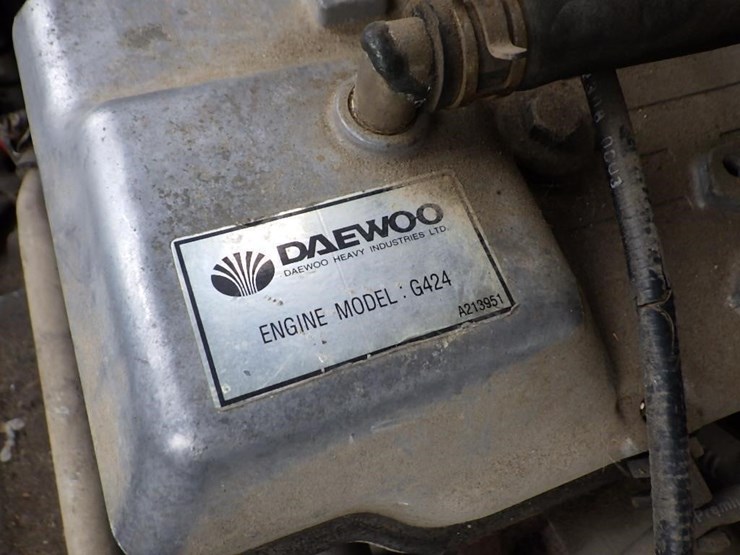 DAEWOO
DAEWOO HEAVY INDUSTRIES LTD.
ENGINE MODEL : G424
A213951